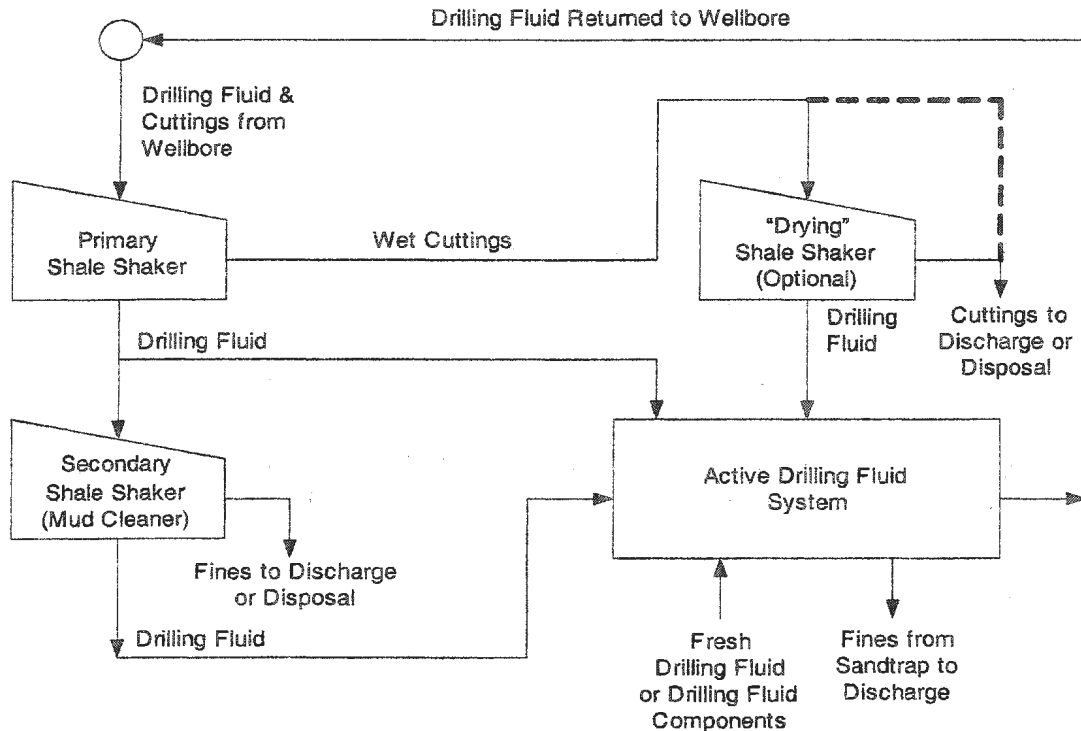 Drilling Fluid Returned to Wellbore
Drilling Fluid &
Cuttings from
Wellbore
Primary
Shale Shaker
Wet Cuttings
"Drying"
Shale Shaker
(Optional)
Drilling
Fluid
Cuttings to
Discharge or
Disposal
Drilling Fluid
Secondary
Shale Shaker
(Mud Cleaner)
Active Drilling Fluid
System
Fines to Discharge
or Disposal
Drilling Fluid
Fresh
Drilling Fluid
or Drilling Fluid
Components
Fines from
Sandtrap to
Discharge